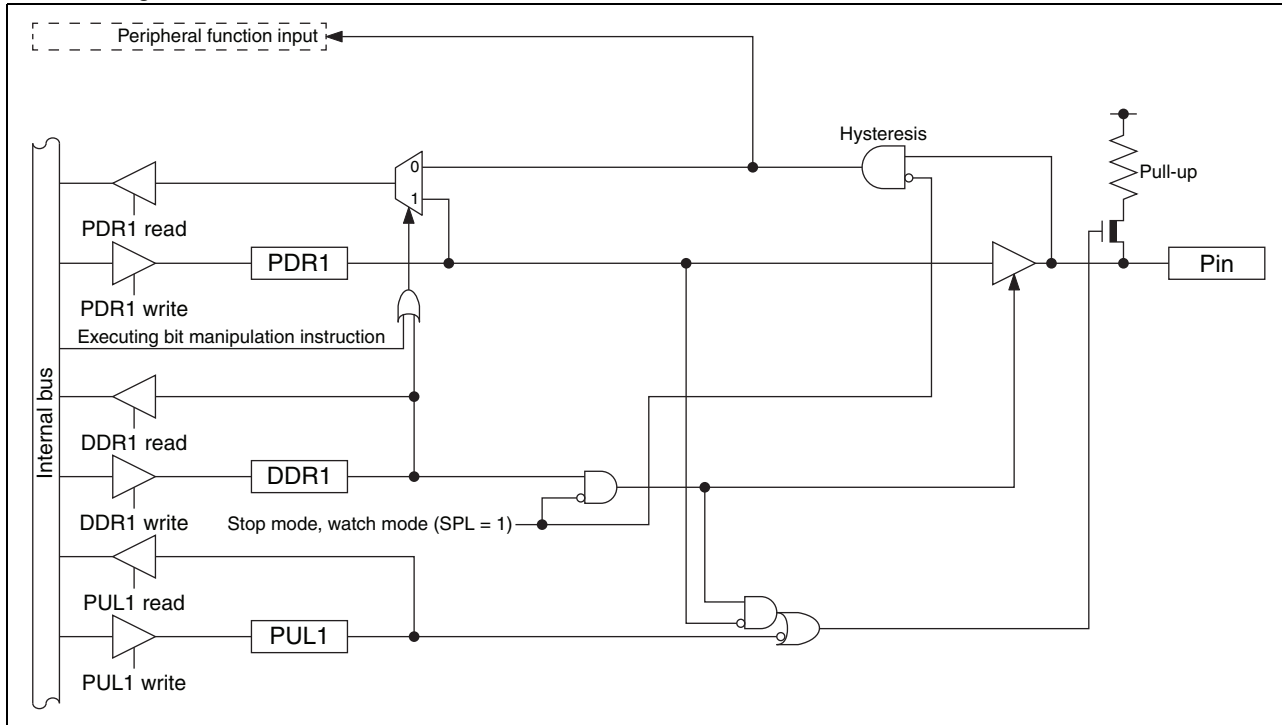 Peripheral function input
Hysteresis
0
Pull-up
1
PDR1 read
PDR1
Pin
PDR1 write
Executing bit manipulation instruction
Internal bus
DDR1 read
DDR1
Stop mode, watch mode (SPL = 1)
DDR1 write
PUL1 read
PUL1
PUL1 write